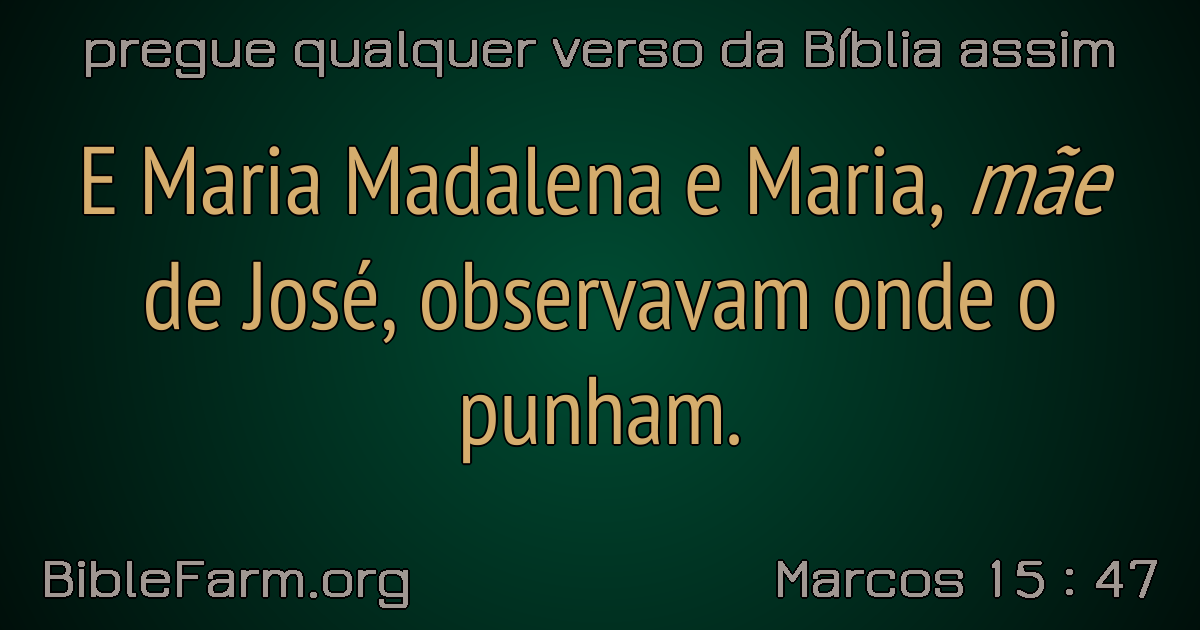 pregue qualquer verso da Bíblia assim
E Maria Madalena e Maria, mãe
de José, observavam onde o
punham.
BibleFarm.org
Marcos 15 : 47